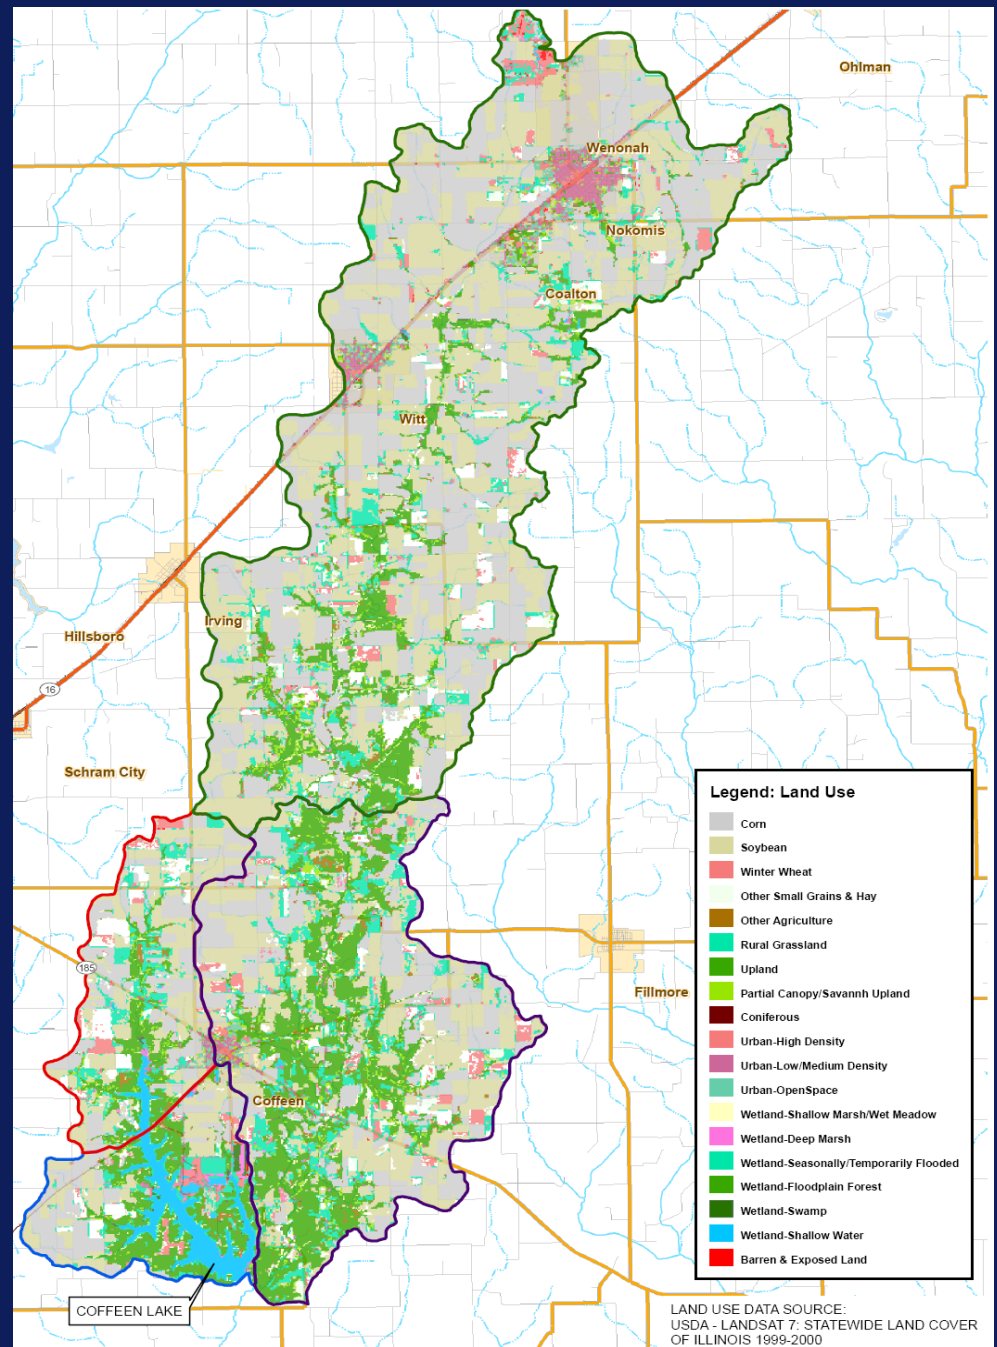 Ohlman
Wenonah
Nokomis
Coalton
Witt
Irving
Hillsboro
16
Schram City
185
Fillmore
Coffeen
COFFEEN LAKE
Legend: Land Use
Corn
Soybean
Winter Wheat
Other Small Grains & Hay
Other Agriculture
Rural Grassland
Upland
Partial Canopy/Savannh Upland
Coniferous
Urban-High Density
Urban-Low/Medium Density
Urban-OpenSpace
Wetland-Shallow Marsh/Wet Meadow
Wetland-Deep Marsh
Wetland-Seasonally/Temporarily Flooded
Wetland-Floodplain Forest
Wetland-Swamp
Wetland-Shallow Water
Barren & Exposed Land
LAND USE DATA SOURCE:
USDA - LANDSAT 7: STATEWIDE LAND COVER
OF ILLINOIS 1999-2000